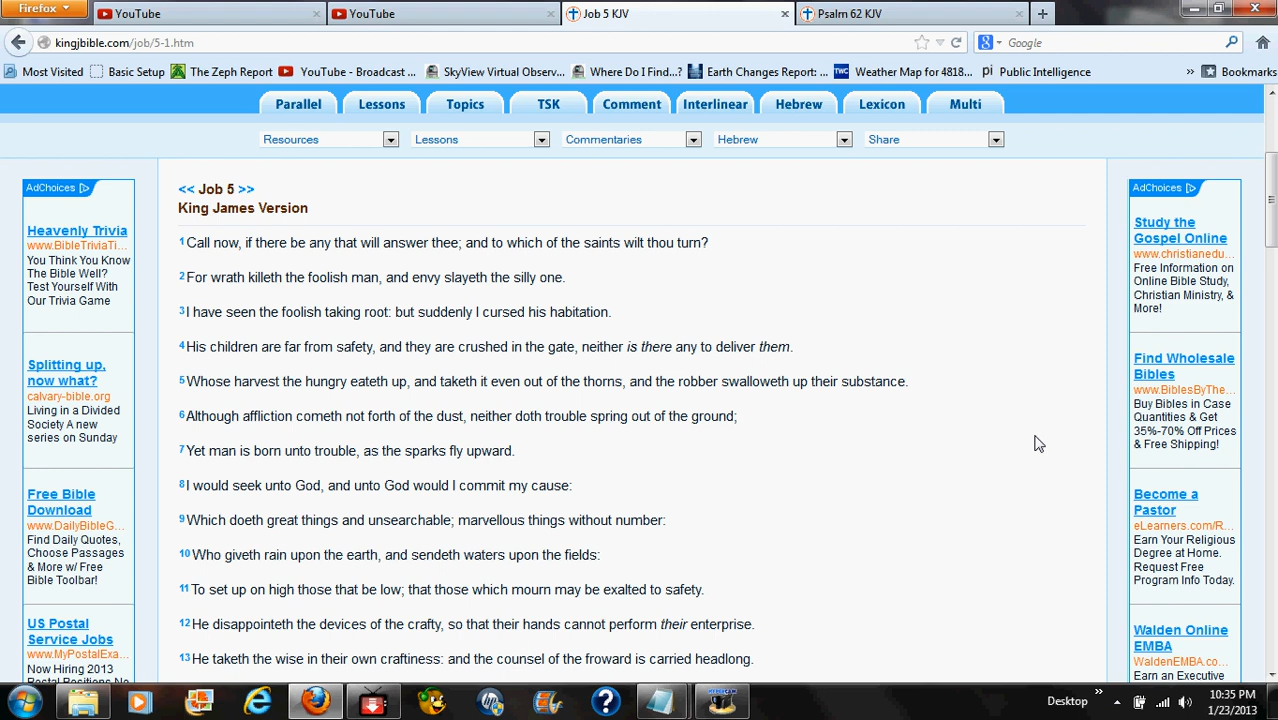 Firefox
YouTube
YouTube
Job 5 KJV
Psalm 62 KJV
kingjbible.com/job/5-1.htm
Google
Most Visited
Basic Setup
The Zeph Report
YouTube - Broadcast ...
SkyView Virtual Observ...
Where Do I Find...?
Earth Changes Report: ...
TWC
Weather Map for 4818...
pi Public Intelligence
»
Bookmarks
Parallel
Lessons
Topics
TSK
Comment
Interlinear
Hebrew
Lexicon
Multi
Resources
Lessons
Commentaries
Hebrew
Share
AdChoices
Heavenly Trivia
www.BibleTriviaTi...
You Think You Know
The Bible Well?
Test Yourself With
Our Trivia Game
Splitting up,
now what?
calvary-bible.org
Living in a Divided
Society A new
series on Sunday
Free Bible
Download
www.DailyBibleG...
Find Daily Quotes,
Choose Passages
& More w/ Free
Bible Toolbar!
US Postal
Service Jobs
www.MyPostalExa...
Now Hiring 2013
<< Job 5 >>
King James Version
1 Call now, if there be any that will answer thee; and to which of the saints wilt thou turn?
2 For wrath killeth the foolish man, and envy slayeth the silly one.
3 I have seen the foolish taking root: but suddenly I cursed his habitation.
4 His children are far from safety, and they are crushed in the gate, neither is there any to deliver them.
5 Whose harvest the hungry eateth up, and taketh it even out of the thorns, and the robber swalloweth up their substance.
6 Although affliction cometh not forth of the dust, neither doth trouble spring out of the ground;
7 Yet man is born unto trouble, as the sparks fly upward.
8 I would seek unto God, and unto God would I commit my cause:
9 Which doeth great things and unsearchable; marvellous things without number:
10 Who giveth rain upon the earth, and sendeth waters upon the fields:
11 To set up on high those that be low; that those which mourn may be exalted to safety.
12 He disappointeth the devices of the crafty, so that their hands cannot perform their enterprise.
13 He taketh the wise in their own craftiness: and the counsel of the froward is carried headlong.
AdChoices
Study the
Gospel Online
www.christianedu...
Free Information on
Online Bible Study,
Christian Ministry, &
More!
Find Wholesale
Bibles
www.BiblesByThe...
Buy Bibles in Case
Quantities & Get
35%-70% Off Prices
& Free Shipping!
Become a
Pastor
eLearners.com/R...
Earn Your Religious
Degree at Home.
Request Free
Program Info Today.
Walden Online
EMBA
WaldenEMBA.co...
Earn an Executive
Desktop
»
10:35 PM
1/23/2013